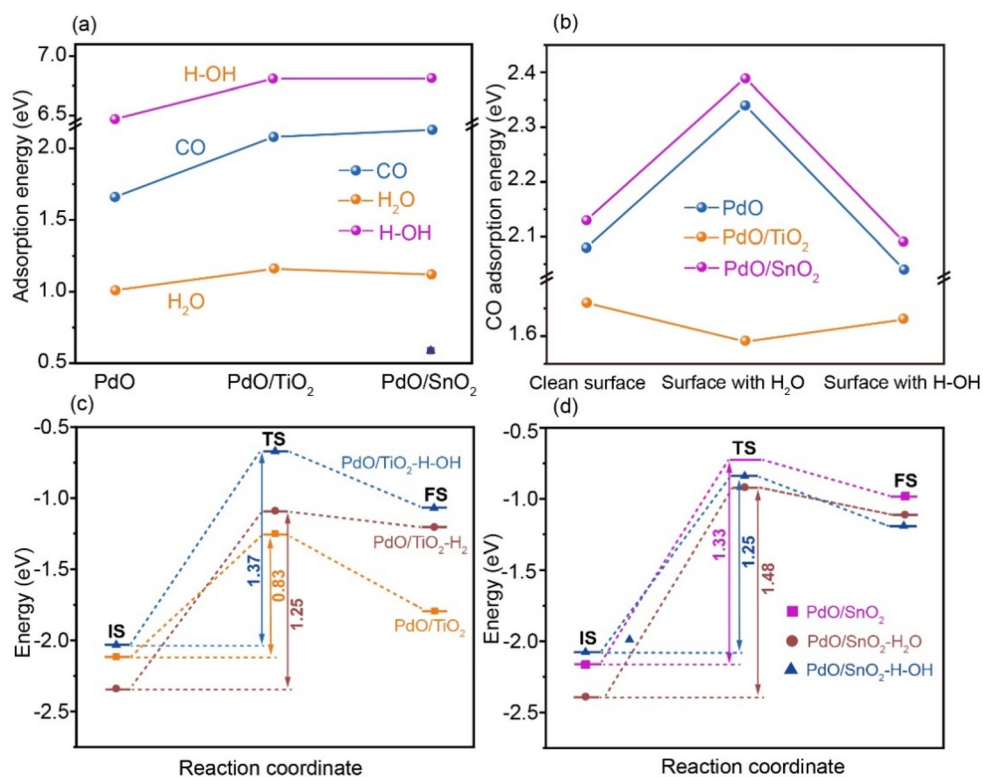 (a)
Adsorption energy (eV)
7.0
6.5
2.0
1.5
1.0
0.5
H-OH
CO
H₂O
CO
H₂O
H-OH
PdO
PdO/TiO₂
PdO/SnO₂
(b)
CO adsorption energy (eV)
2.4
2.3
2.2
2.1
1.6
PdO
PdO/TiO₂
PdO/SnO₂
Clean surface
Surface with H₂O
Surface with H-OH
(c)
Energy (eV)
-0.5
-1.0
-1.5
-2.0
-2.5
IS
TS
FS
PdO/TiO₂-H-OH
PdO/TiO₂-H₂
PdO/TiO₂
1.37
0.83
1.25
Reaction coordinate
(d)
Energy (eV)
-0.5
-1.0
-1.5
-2.0
-2.5
IS
TS
FS
1.33
1.25
1.48
PdO/SnO₂
PdO/SnO₂-H₂O
PdO/SnO₂-H-OH
Reaction coordinate